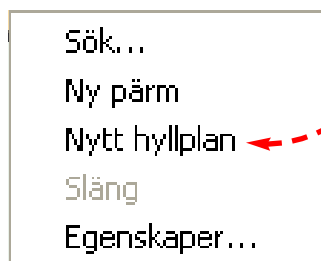 Sök...
Ny pärm
Nytt hyllplan
Släng
Egenskaper...